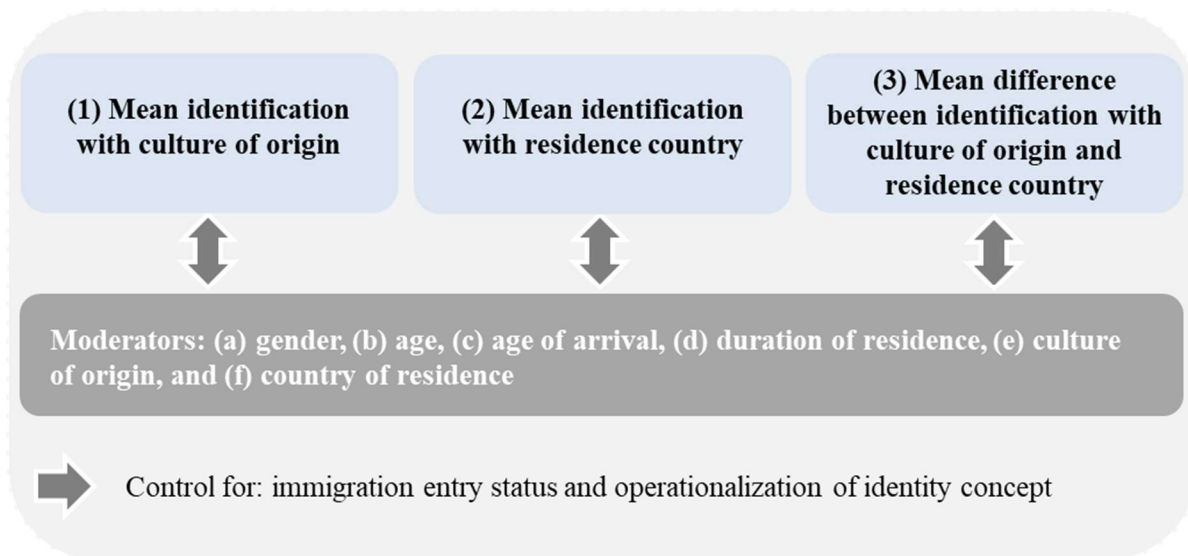 (1) Mean identification
with culture of origin
(2) Mean identification
with residence country
(3) Mean difference
between identification with
culture of origin and
residence country
Moderators: (a) gender, (b) age, (c) age of arrival, (d) duration of residence, (e) culture
of origin, and (f) country of residence
Control for: immigration entry status and operationalization of identity concept